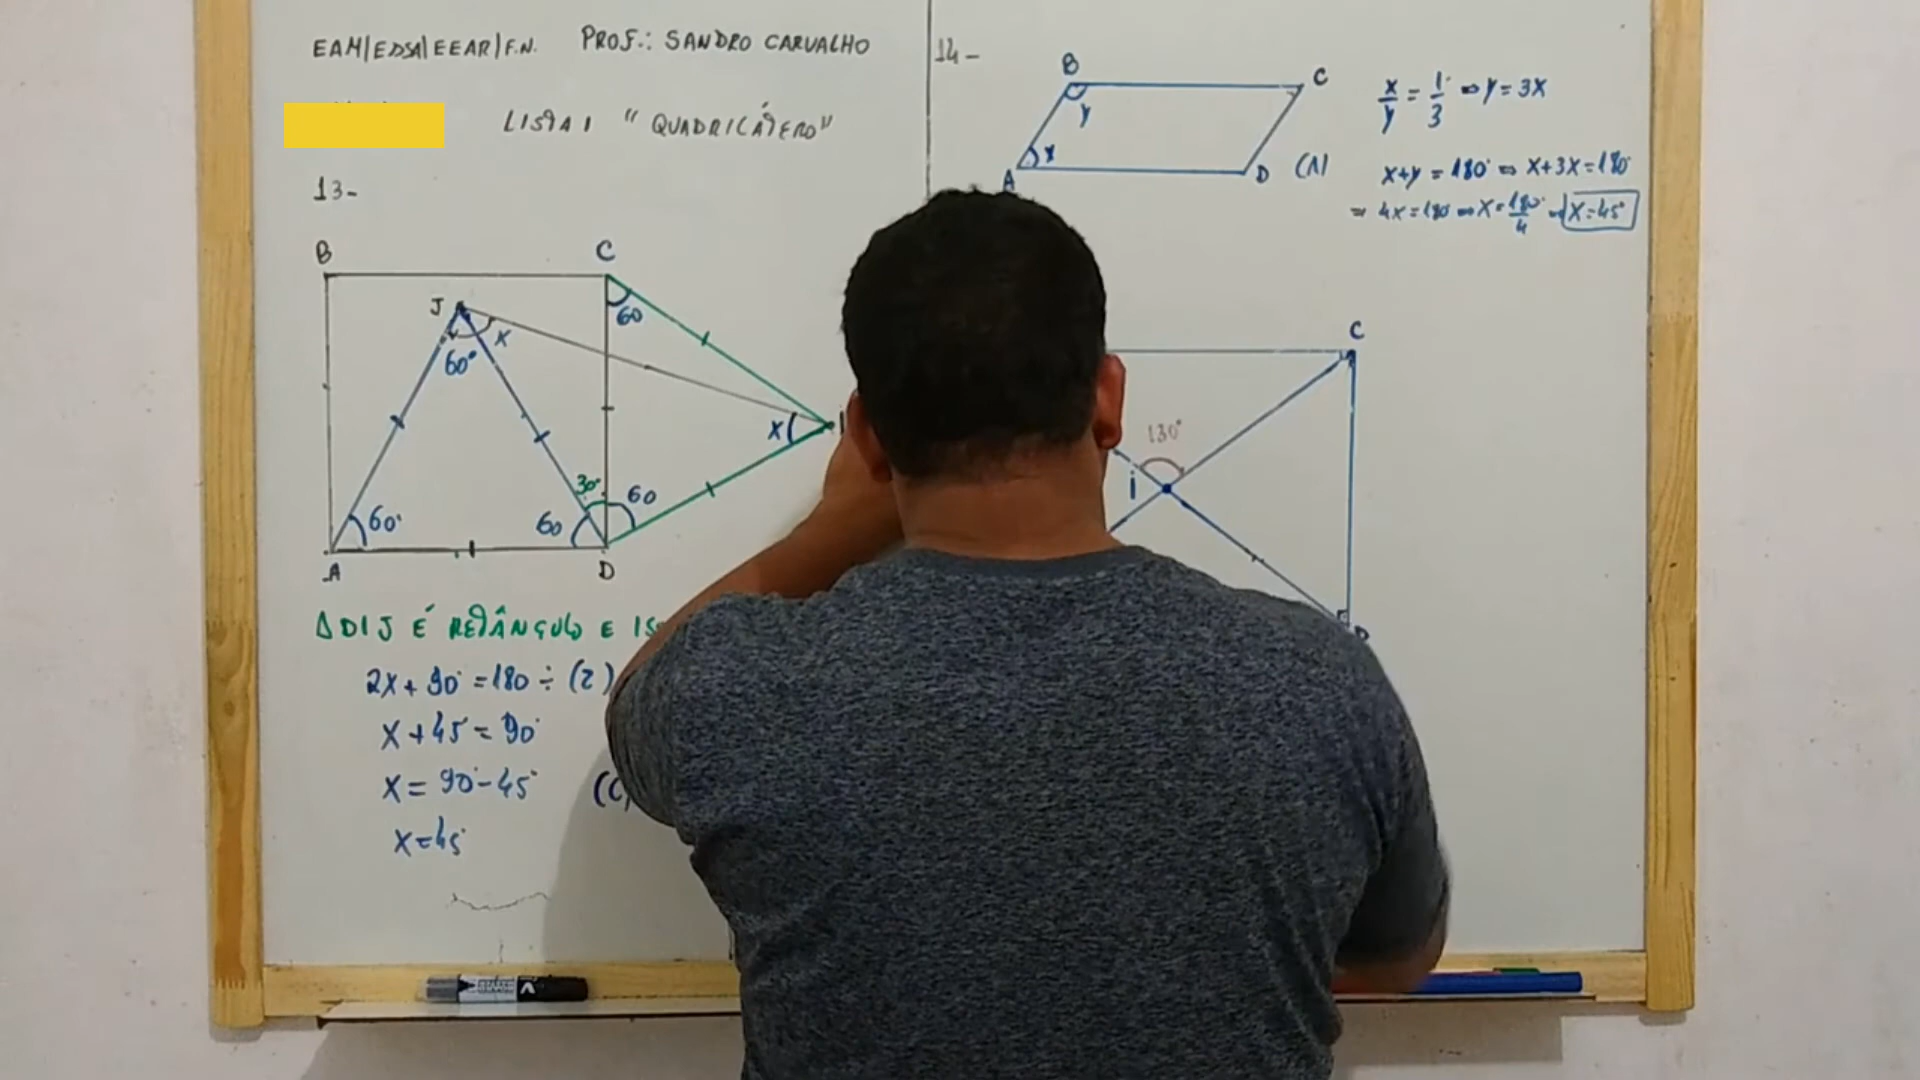 EAM/EDSA/EEAR/F.N. PROF.: SANDRO CARVALHO
LISTA 1 "QUADRILÁTERO"
13-
B C
J
60
X
60°
X
30°
60
60°
60
A D
Δ DIJ É RETÂNGULO E IS
2X + 90° = 180 ÷ (2)
X + 45° = 90°
X = 90° - 45° (C)
X = 45°
14-
B C
y
x
A D (A)
x/y = 1/3 ⇒ y = 3x
x+y = 180° ⇒ x+3x = 180°
⇒ 4x = 180° ⇒ x = 180°/4 ⇒ x = 45°
C
130°
i